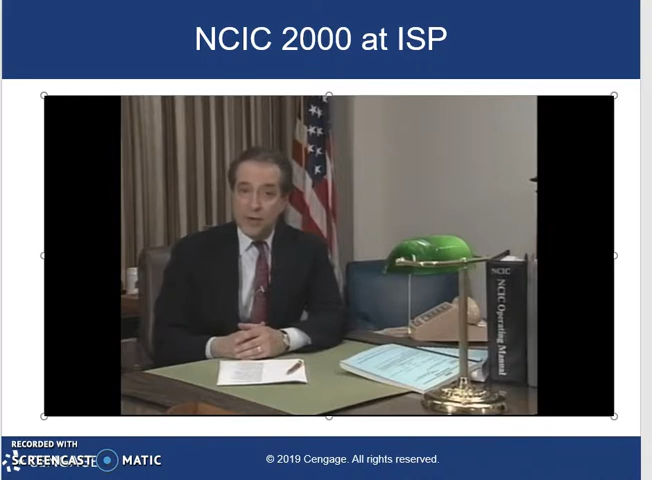 NCIC 2000 at ISP
NCIC
NCIC Operating Manual
RECORDED WITH
SCREENCAST MATIC
© 2019 Cengage. All rights reserved.